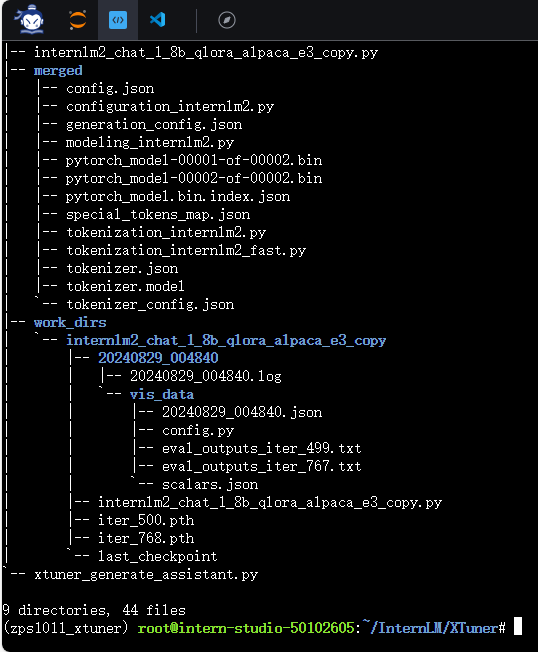 |-- internlm2_chat_1_8b_qlora_alpaca_e3_copy.py
|-- merged
|   |-- config.json
|   |-- configuration_internlm2.py
|   |-- generation_config.json
|   |-- modeling_internlm2.py
|   |-- pytorch_model-00001-of-00002.bin
|   |-- pytorch_model-00002-of-00002.bin
|   |-- pytorch_model.bin.index.json
|   |-- special_tokens_map.json
|   |-- tokenization_internlm2.py
|   |-- tokenization_internlm2_fast.py
|   |-- tokenizer.json
|   |-- tokenizer.model
|   `-- tokenizer_config.json
|-- work_dirs
|   `-- internlm2_chat_1_8b_qlora_alpaca_e3_copy
|       |-- 20240829_004840
|       |   |-- 20240829_004840.log
|       |   `-- vis_data
|       |       |-- 20240829_004840.json
|       |       |-- config.py
|       |       |-- eval_outputs_iter_499.txt
|       |       |-- eval_outputs_iter_767.txt
|       |       `-- scalars.json
|       |-- internlm2_chat_1_8b_qlora_alpaca_e3_copy.py
|       |-- iter_500.pth
|       |-- iter_768.pth
|       `-- last_checkpoint
`-- xtuner_generate_assistant.py
9 directories, 44 files
(zps1011_xtuner) root@intern-studio-50102605:~/InternLM/XTuner#